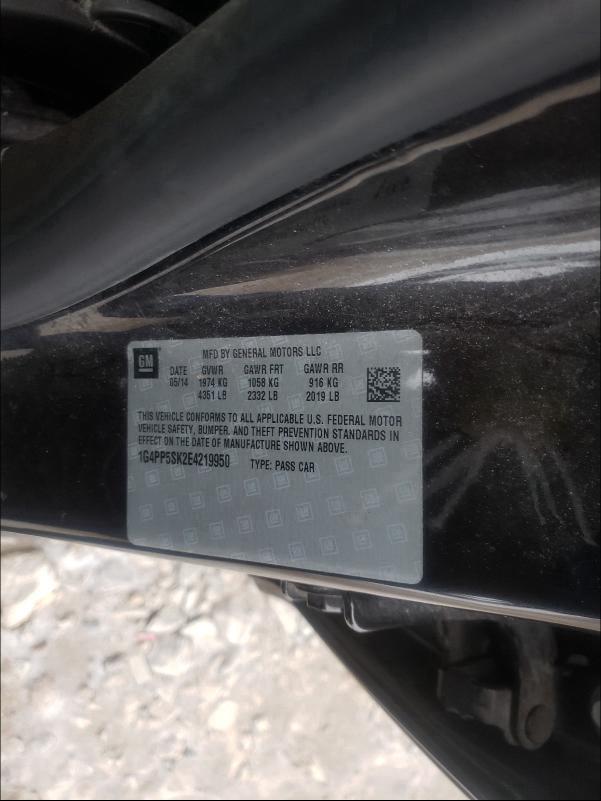 GM
MFD BY GENERAL MOTORS LLC
DATE GVWR GAWR FRT GAWR RR
05/14 1974 KG 1058 KG 916 KG
4351 LB 2332 LB 2019 LB
THIS VEHICLE CONFORMS TO ALL APPLICABLE U.S. FEDERAL MOTOR
VEHICLE SAFETY, BUMPER, AND THEFT PREVENTION STANDARDS IN
EFFECT ON THE DATE OF MANUFACTURE SHOWN ABOVE.
1G4PP5SK2E4219950 TYPE: PASS CAR